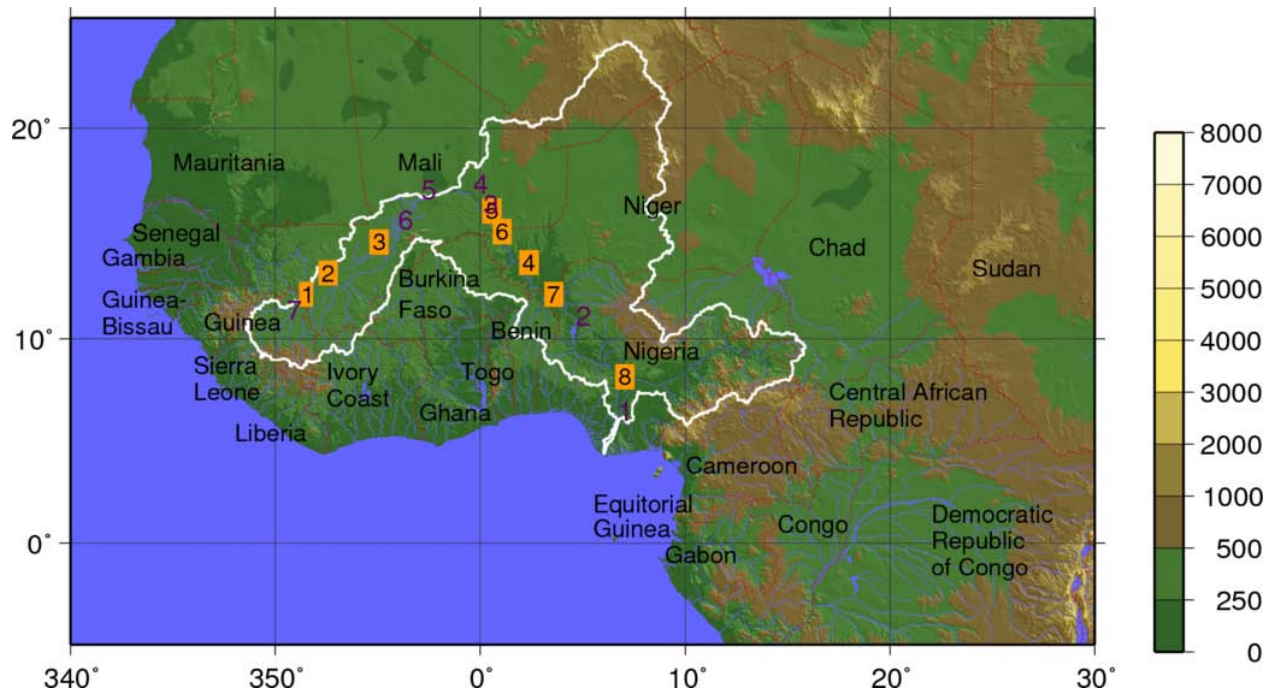 20°
8000
Mauritania
Mali
7000
4
5
5
6
Niger
6
6000
Senegal
3
Chad
Gambia
4
Sudan
5000
2
Burkina
Guinea-
1
7
4000
Bissau
7
Faso
2
Guinea
Benin
10°
Nigeria
3000
Sierra
Ivory
Togo
8
Leone
Coast
Central African
Ghana
1
Republic
2000
Liberia
Cameroon
1000
Equitorial
Guinea
Congo
Democratic
Republic
of Congo
500
0°
Gabon
250
0
340°
350°
0°
10°
20°
30°